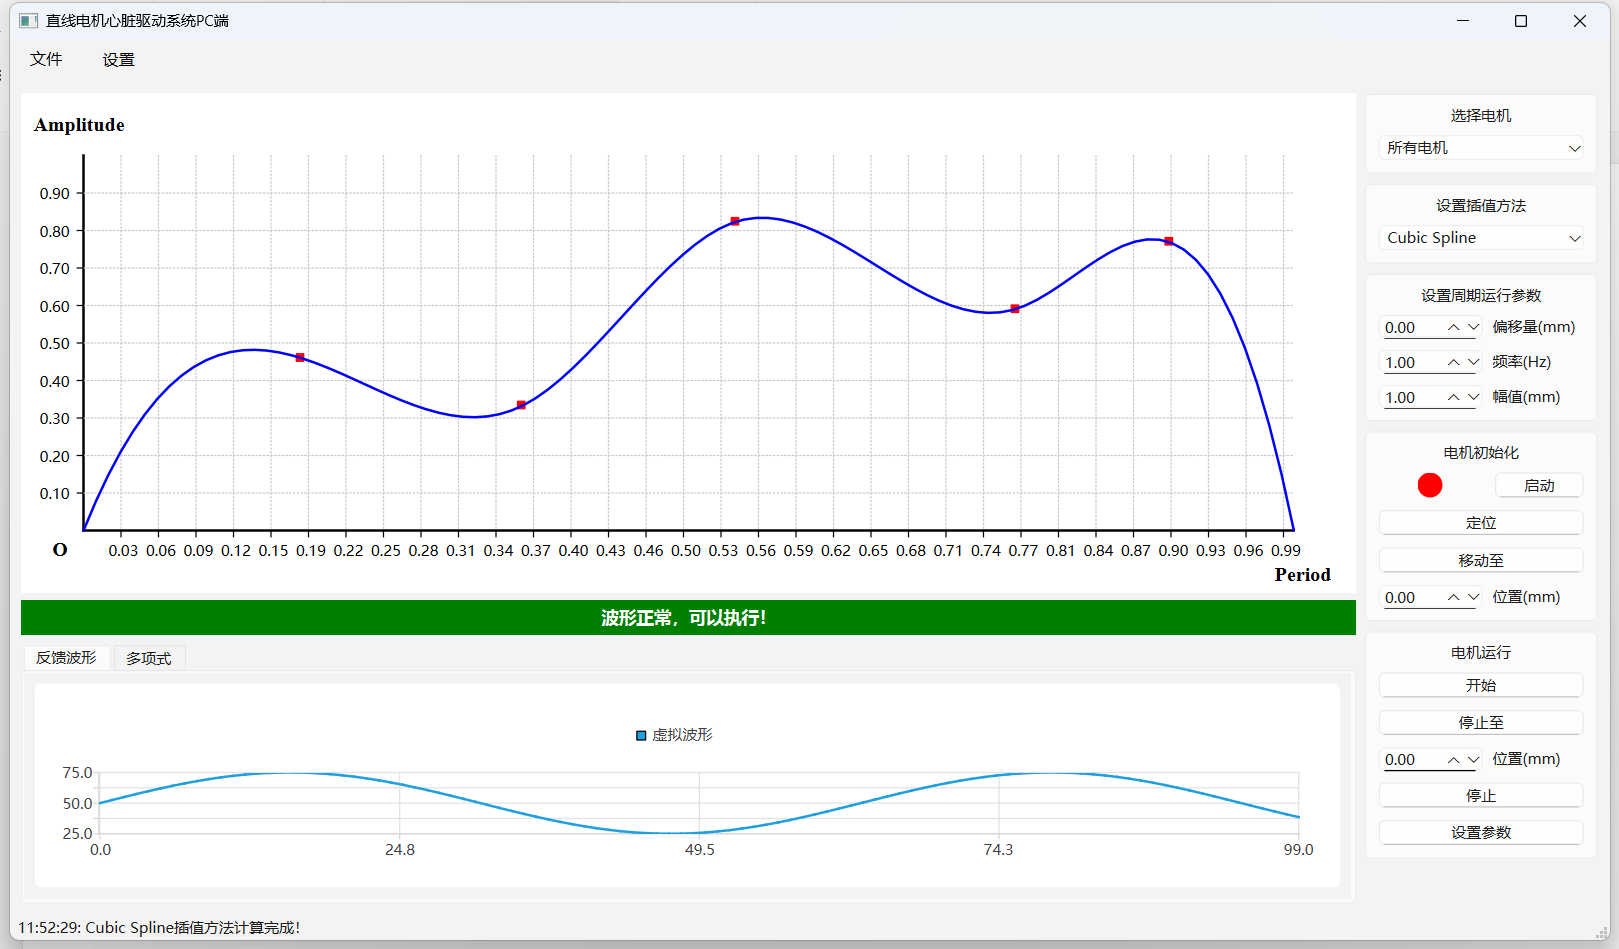 直线电机心脏驱动系统PC端
文件 设置
Amplitude
0.90
0.80
0.70
0.60
0.50
0.40
0.30
0.20
0.10
O 0.03 0.06 0.09 0.12 0.15 0.19 0.22 0.25 0.28 0.31 0.34 0.37 0.40 0.43 0.46 0.50 0.53 0.56 0.59 0.62 0.65 0.68 0.71 0.74 0.77 0.81 0.84 0.87 0.90 0.93 0.96 0.99
Period
波形正常，可以执行！
反馈波形 多项式
虚拟波形
75.0
50.0
25.0
0.0 24.8 49.5 74.3 99.0
选择电机
所有电机
设置插值方法
Cubic Spline
设置周期运行参数
0.00 偏移量(mm)
1.00 频率(Hz)
1.00 幅值(mm)
电机初始化
启动
定位
移动至
0.00 位置(mm)
电机运行
开始
停止至
0.00 位置(mm)
停止
设置参数
11:52:29: Cubic Spline插值方法计算完成！